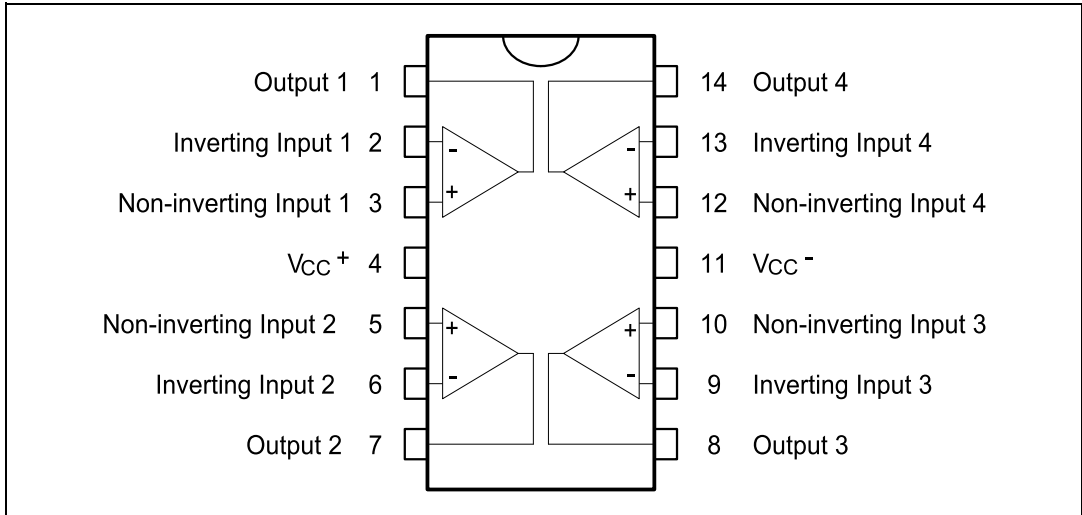 Output 1 1 14 Output 4
Inverting Input 1 2 - - 13 Inverting Input 4
Non-inverting Input 1 3 + + 12 Non-inverting Input 4
VCC + 4 11 VCC -
Non-inverting Input 2 5 + + 10 Non-inverting Input 3
Inverting Input 2 6 - - 9 Inverting Input 3
Output 2 7 8 Output 3